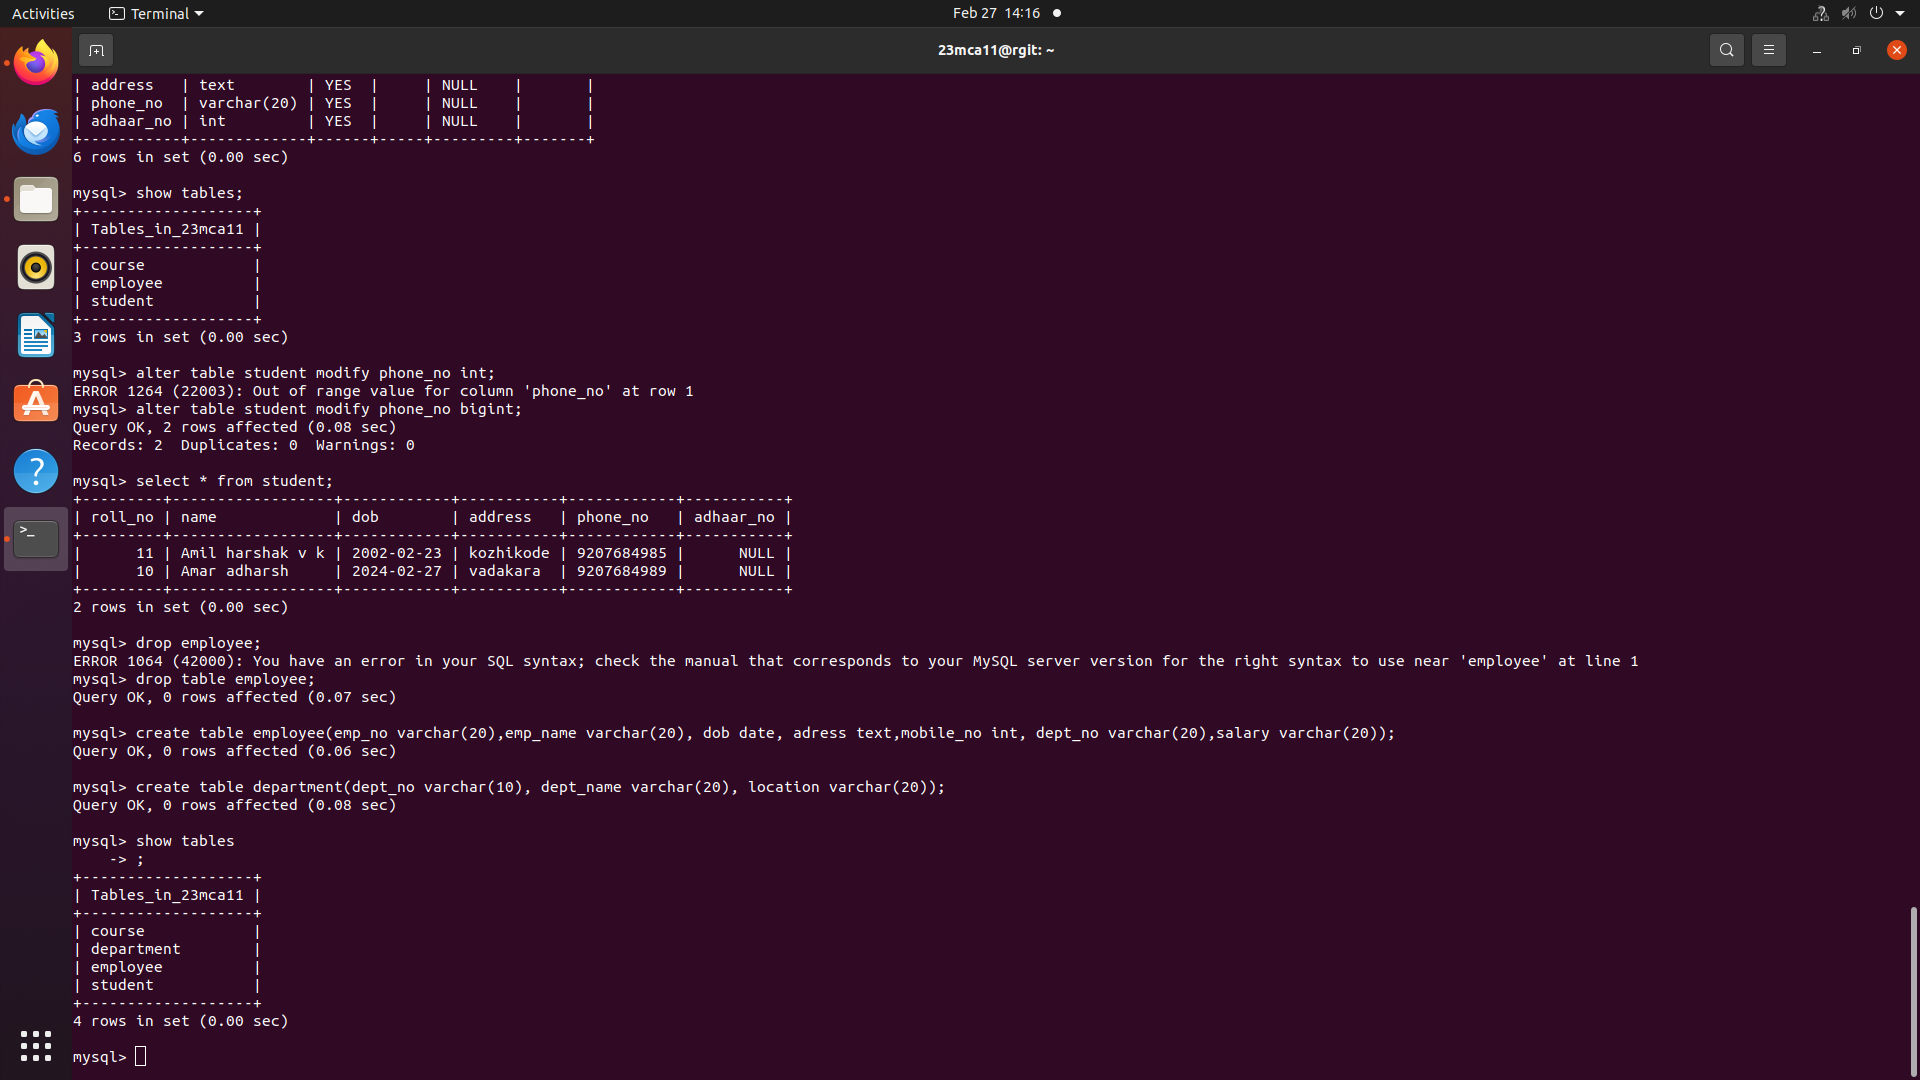 Activities
Terminal
Feb 27 14:16
23mca11@rgit: ~
| address   | text        | YES  |     | NULL    |       |
| phone_no  | varchar(20) | YES  |     | NULL    |       |
| adhaar_no | int         | YES  |     | NULL    |       |
+-----------+-------------+------+-----+---------+-------+
6 rows in set (0.00 sec)
mysql> show tables;
+-------------------+
| Tables_in_23mca11 |
+-------------------+
| course            |
| employee          |
| student           |
+-------------------+
3 rows in set (0.00 sec)
mysql> alter table student modify phone_no int;
ERROR 1264 (22003): Out of range value for column 'phone_no' at row 1
mysql> alter table student modify phone_no bigint;
Query OK, 2 rows affected (0.08 sec)
Records: 2  Duplicates: 0  Warnings: 0
mysql> select * from student;
+---------+------------------+------------+-----------+------------+-----------+
| roll_no | name             | dob        | address   | phone_no   | adhaar_no |
+---------+------------------+------------+-----------+------------+-----------+
|      11 | Amil harshak v k | 2002-02-23 | kozhikode | 9207684985 |      NULL |
|      10 | Amar adharsh     | 2024-02-27 | vadakara  | 9207684989 |      NULL |
+---------+------------------+------------+-----------+------------+-----------+
2 rows in set (0.00 sec)
mysql> drop employee;
ERROR 1064 (42000): You have an error in your SQL syntax; check the manual that corresponds to your MySQL server version for the right syntax to use near 'employee' at line 1
mysql> drop table employee;
Query OK, 0 rows affected (0.07 sec)
mysql> create table employee(emp_no varchar(20),emp_name varchar(20), dob date, adress text,mobile_no int, dept_no varchar(20),salary varchar(20));
Query OK, 0 rows affected (0.06 sec)
mysql> create table department(dept_no varchar(10), dept_name varchar(20), location varchar(20));
Query OK, 0 rows affected (0.08 sec)
mysql> show tables
    -> ;
+-------------------+
| Tables_in_23mca11 |
+-------------------+
| course            |
| department        |
| employee          |
| student           |
+-------------------+
4 rows in set (0.00 sec)
mysql>